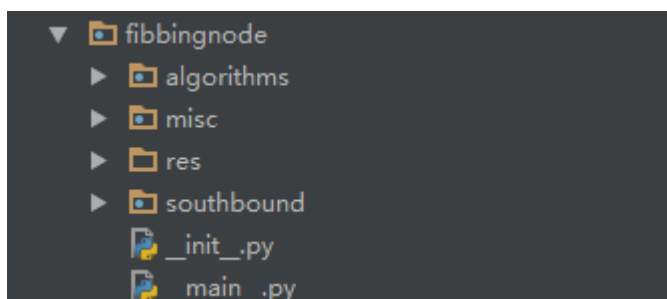 fibbingnode
algorithms
misc
res
southbound
__init__.py
__main__.py